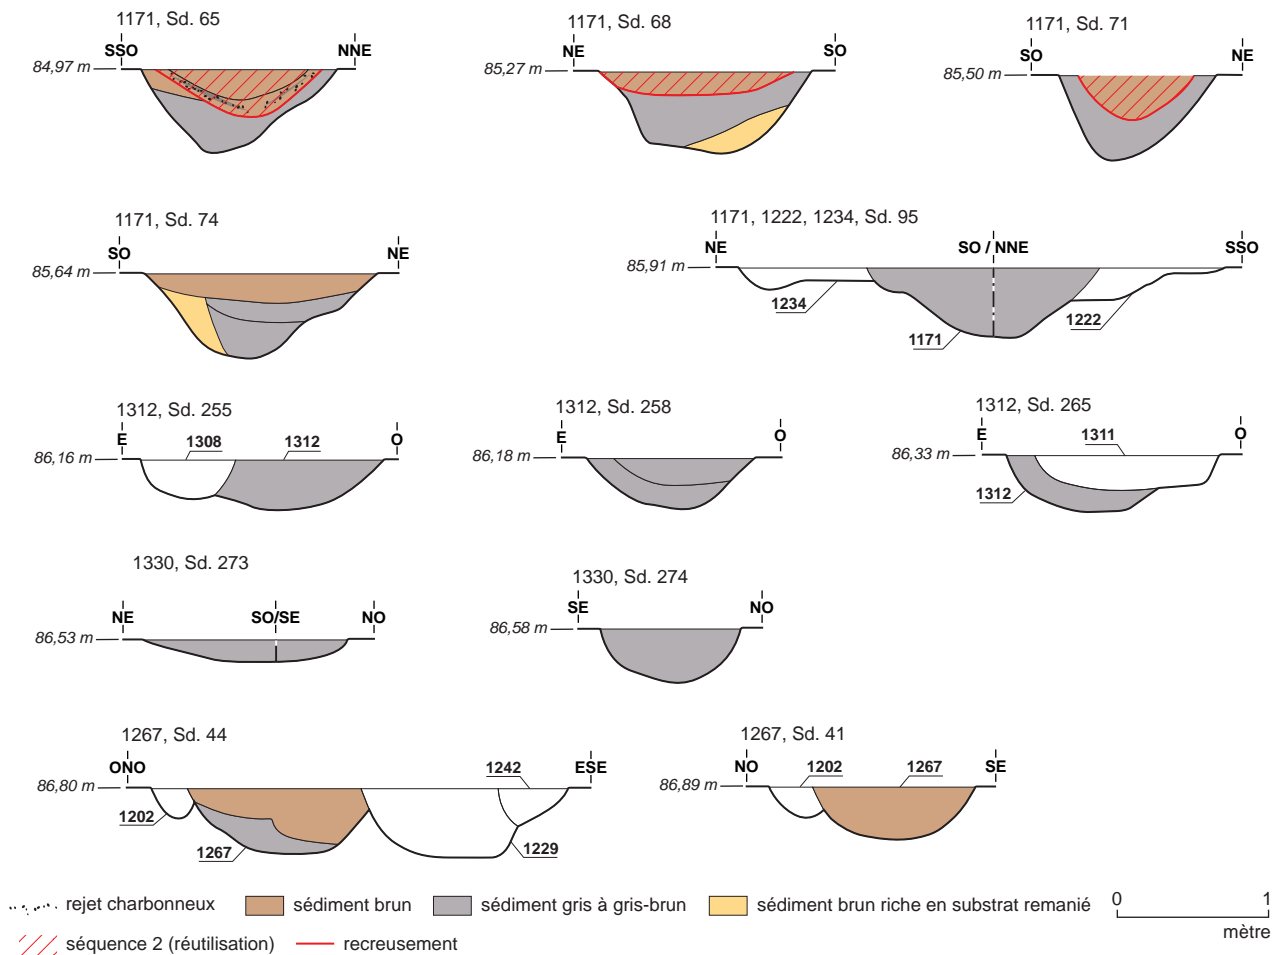 1171, Sd. 65
SSO NNE
84,97 m
1171, Sd. 68
NE SO
85,27 m
1171, Sd. 71
SO NE
85,50 m
1171, Sd. 74
SO NE
85,64 m
1171, 1222, 1234, Sd. 95
NE SO / NNE SSO
85,91 m
1234
1171
1222
1312, Sd. 255
E 1308 1312 O
86,16 m
1312, Sd. 258
E O
86,18 m
1312, Sd. 265
E 1311 O
86,33 m
1312
1330, Sd. 273
NE SO/SE NO
86,53 m
1330, Sd. 274
SE NO
86,58 m
1267, Sd. 44
ONO 1242 ESE
86,80 m
1202
1267
1229
1267, Sd. 41
NO 1202 1267 SE
86,89 m
rejet charbonneux sédiment brun sédiment gris à gris-brun sédiment brun riche en substrat remanié
séquence 2 (réutilisation) recreusement
0 1
mètre